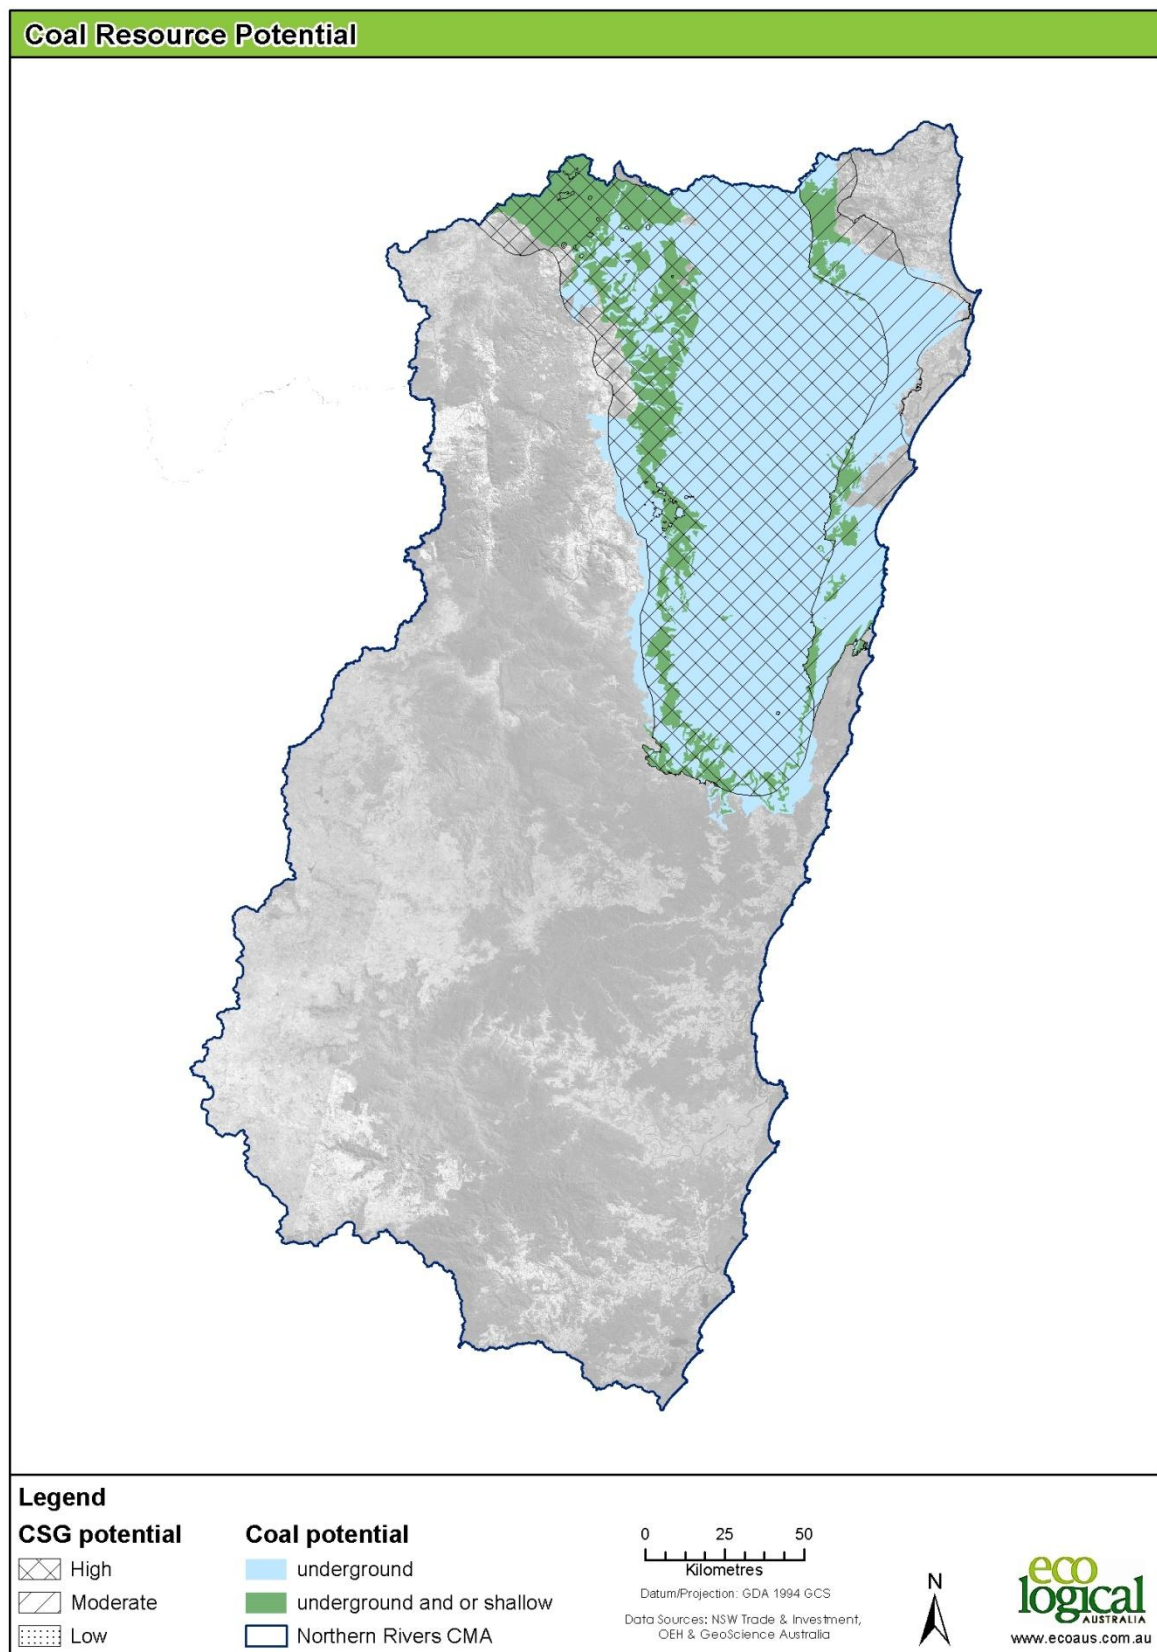 Coal Resource Potential
Legend
CSG potential
High
Moderate
Low
Coal potential
underground
underground and or shallow
Northern Rivers CMA
0 25 50
Kilometres
Datum/Projection: GDA 1994 GCS
Data Sources: NSW Trade & Investment,
OEH & GeoScience Australia
N
eco
logical
AUSTRALIA
www.ecoaus.com.au